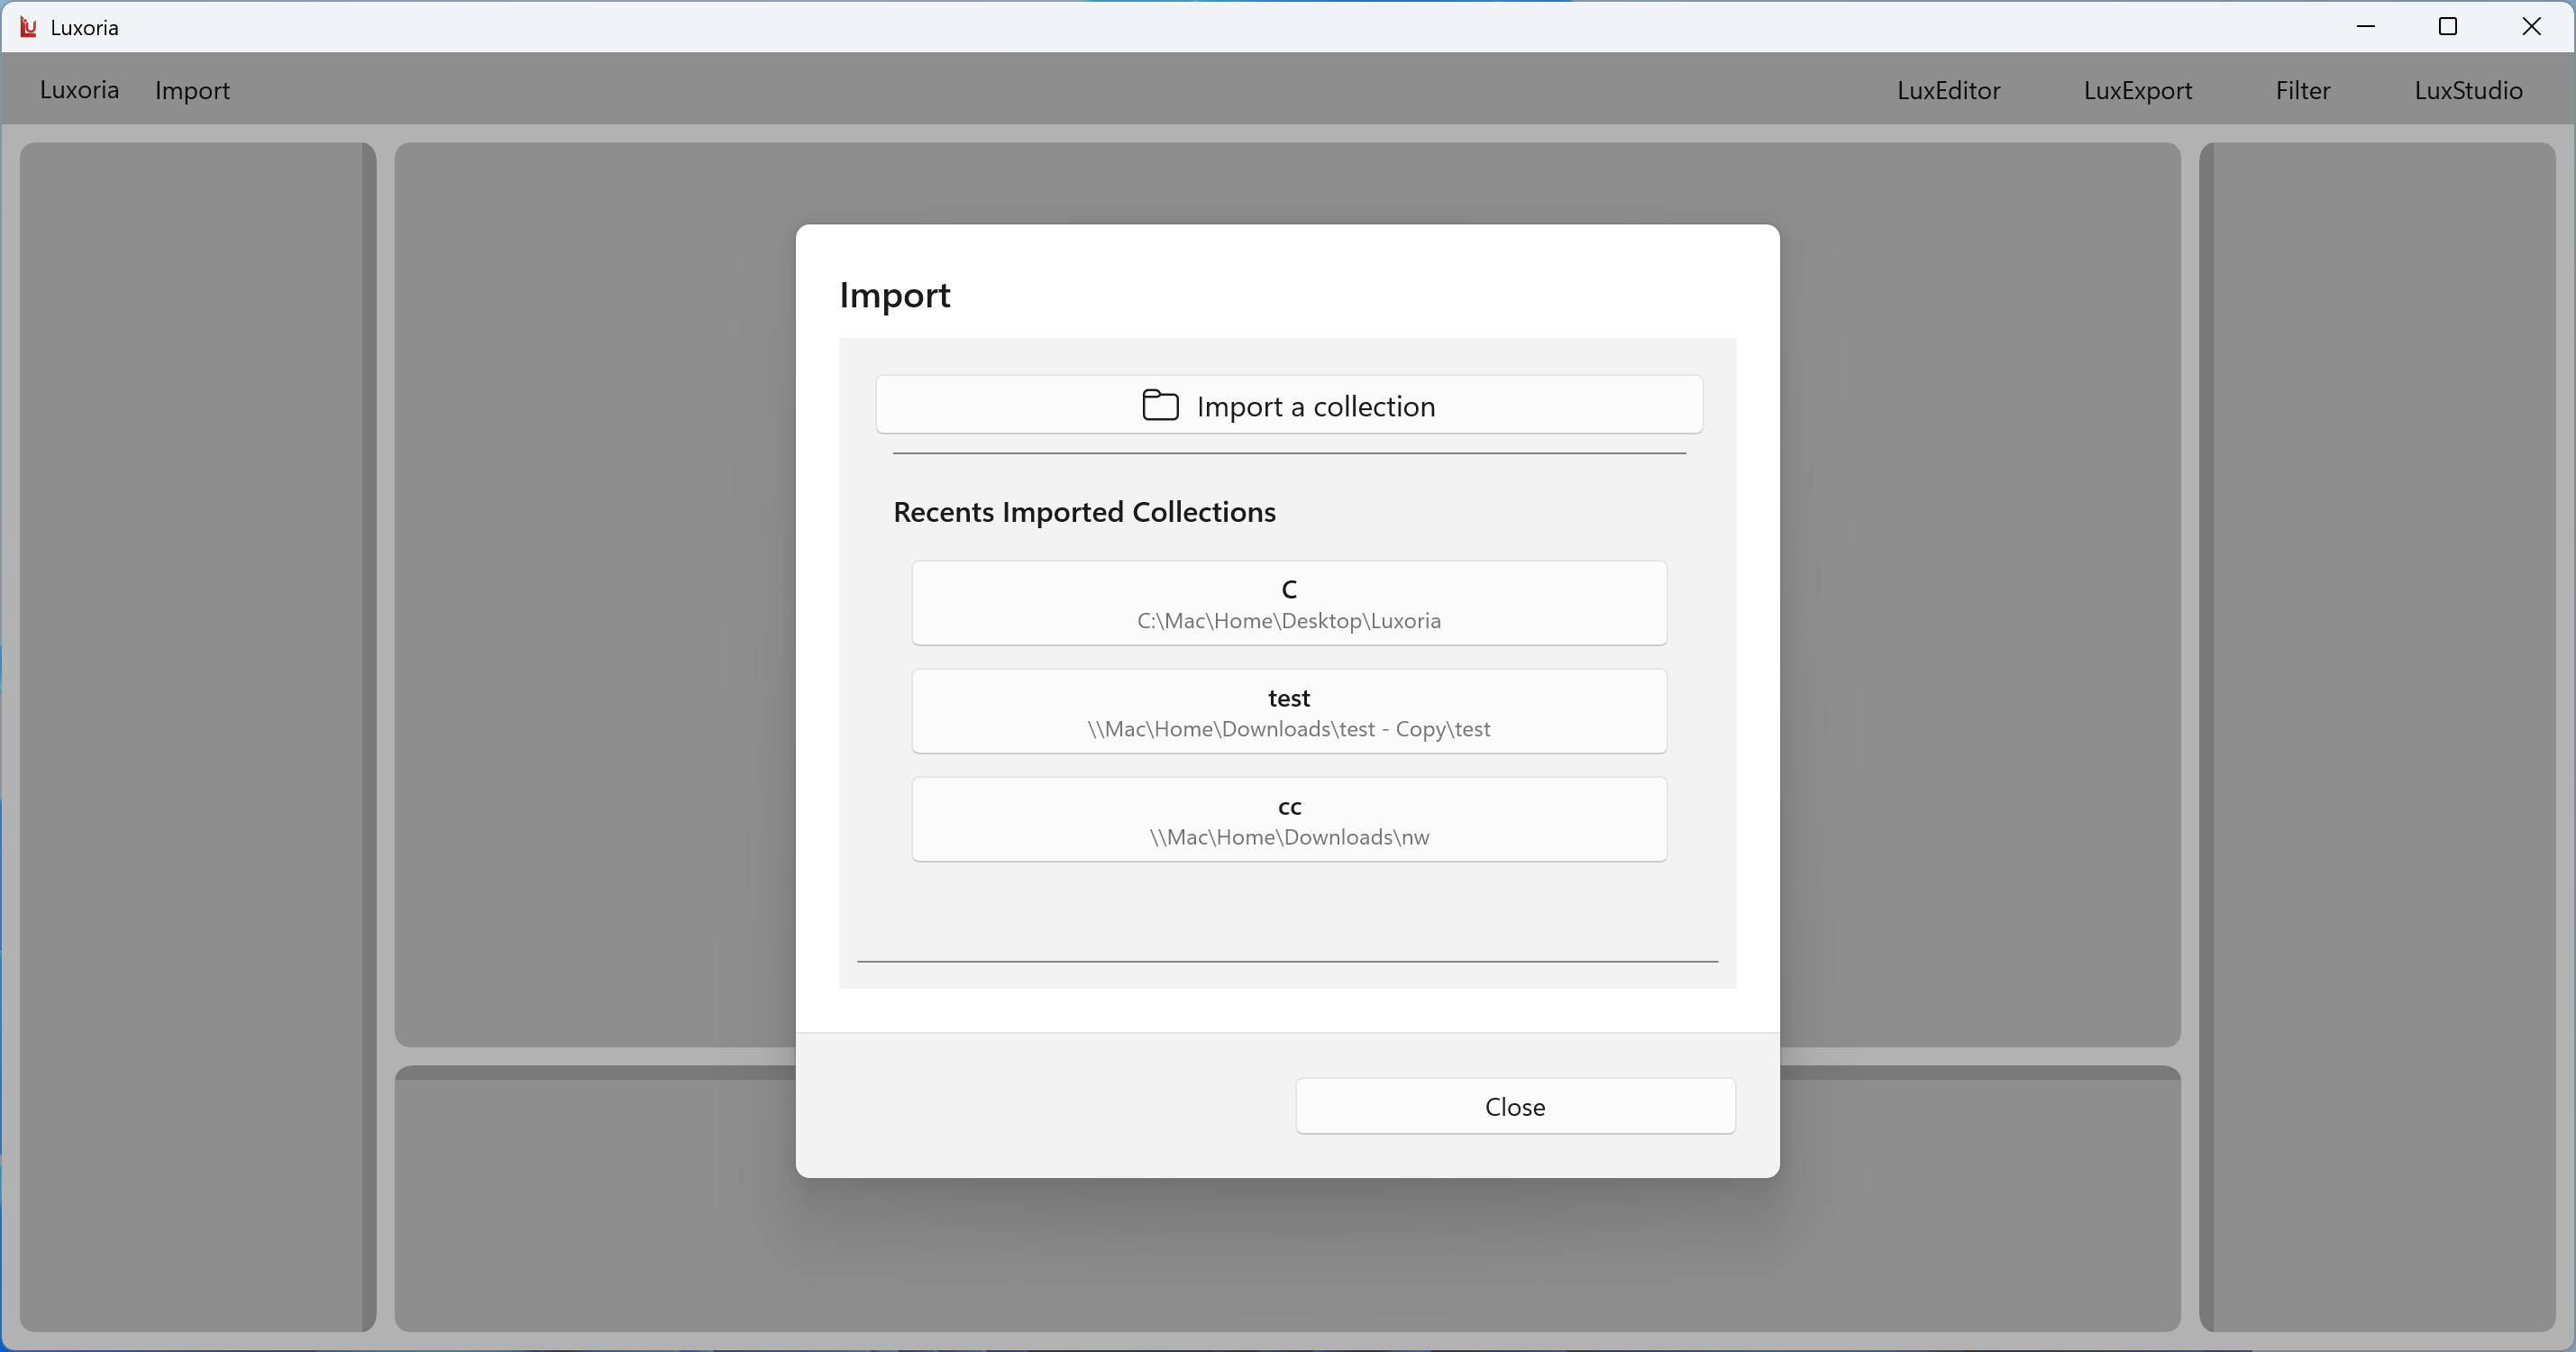 Luxoria
Luxoria Import LuxEditor LuxExport Filter LuxStudio
Import
Import a collection
Recents Imported Collections
C
C:\Mac\Home\Desktop\Luxoria
test
\\Mac\Home\Downloads\test - Copy\test
cc
\\Mac\Home\Downloads\nw
Close